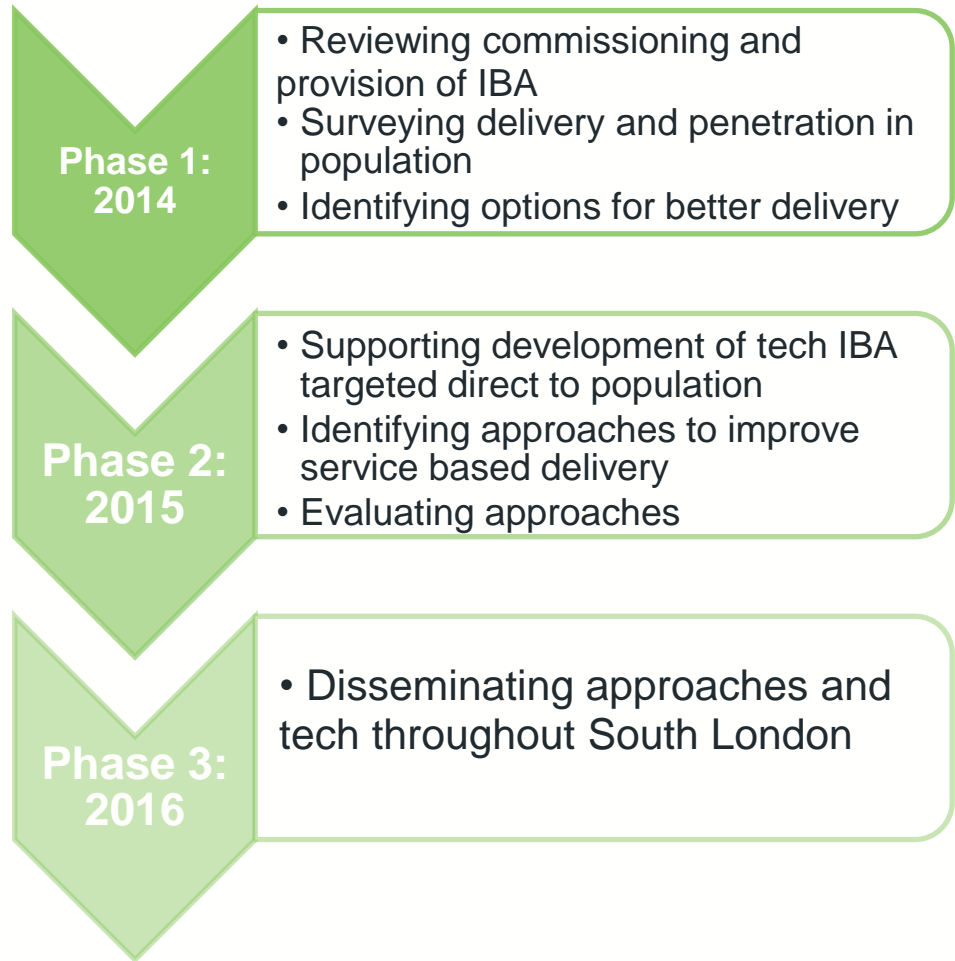 Phase 1:
2014
• Reviewing commissioning and
provision of IBA
• Surveying delivery and penetration in
population
• Identifying options for better delivery
Phase 2:
2015
• Supporting development of tech IBA
targeted direct to population
• Identifying approaches to improve
service based delivery
• Evaluating approaches
Phase 3:
2016
• Disseminating approaches and
tech throughout South London